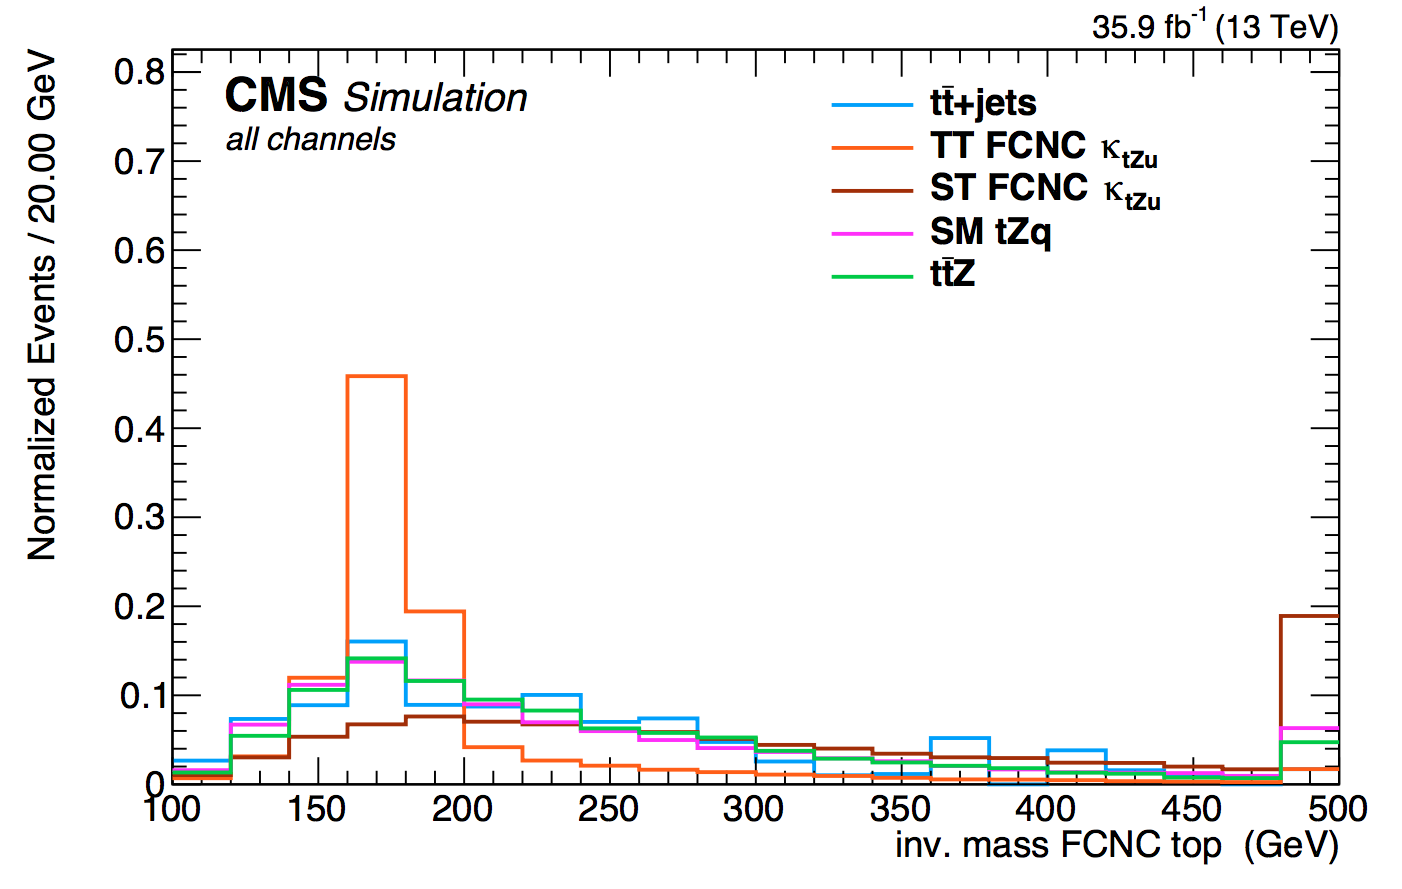 35.9 fb⁻¹ (13 TeV)
CMS Simulation
all channels
tt̄+jets
TT FCNC κtZu
ST FCNC κtZu
SM tZq
tt̄Z
Normalized Events / 20.00 GeV
0.8
0.7
0.6
0.5
0.4
0.3
0.2
0.1
0
100 150 200 250 300 350 400 450 500
inv. mass FCNC top (GeV)